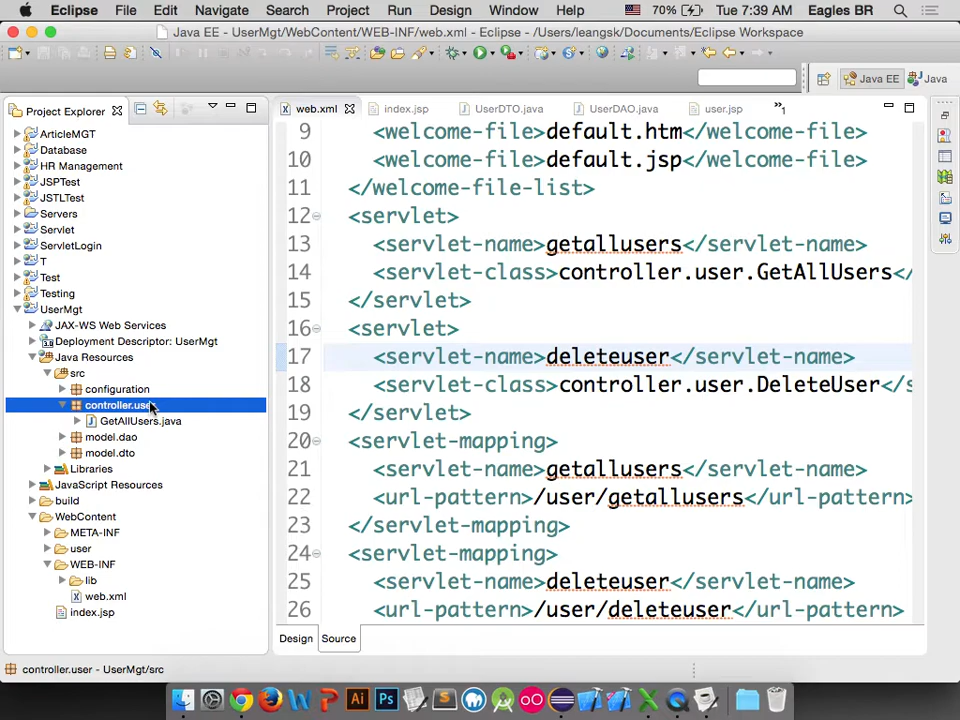 Eclipse File Edit Navigate Search Project Run Design Window Help 70% Tue 7:39 AM Eagles BR
Java EE - UserMgt/WebContent/WEB-INF/web.xml - Eclipse - /Users/leangsk/Documents/Eclipse Workspace
Java EE Java
Project Explorer
web.xml index.jsp UserDTO.java UserDAO.java user.jsp »1
ArticleMGT
Database
HR Management
JSPTest
JSTLTest
Servers
Servlet
ServletLogin
T
Test
Testing
UserMgt
JAX-WS Web Services
Deployment Descriptor: UserMgt
Java Resources
src
configuration
controller.user
GetAllUsers.java
model.dao
model.dto
Libraries
JavaScript Resources
build
WebContent
META-INF
user
WEB-INF
lib
web.xml
index.jsp
9 <welcome-file>default.htm</welcome-file>
10 <welcome-file>default.jsp</welcome-file>
11 </welcome-file-list>
12 <servlet>
13 <servlet-name>getallusers</servlet-name>
14 <servlet-class>controller.user.GetAllUsers</
15 </servlet>
16 <servlet>
17 <servlet-name>deleteuser</servlet-name>
18 <servlet-class>controller.user.DeleteUser</s
19 </servlet>
20 <servlet-mapping>
21 <servlet-name>getallusers</servlet-name>
22 <url-pattern>/user/getallusers</url-pattern>
23 </servlet-mapping>
24 <servlet-mapping>
25 <servlet-name>deleteuser</servlet-name>
26 <url-pattern>/user/deleteuser</url-pattern>
Design Source
controller.user - UserMgt/src
Ai Ps